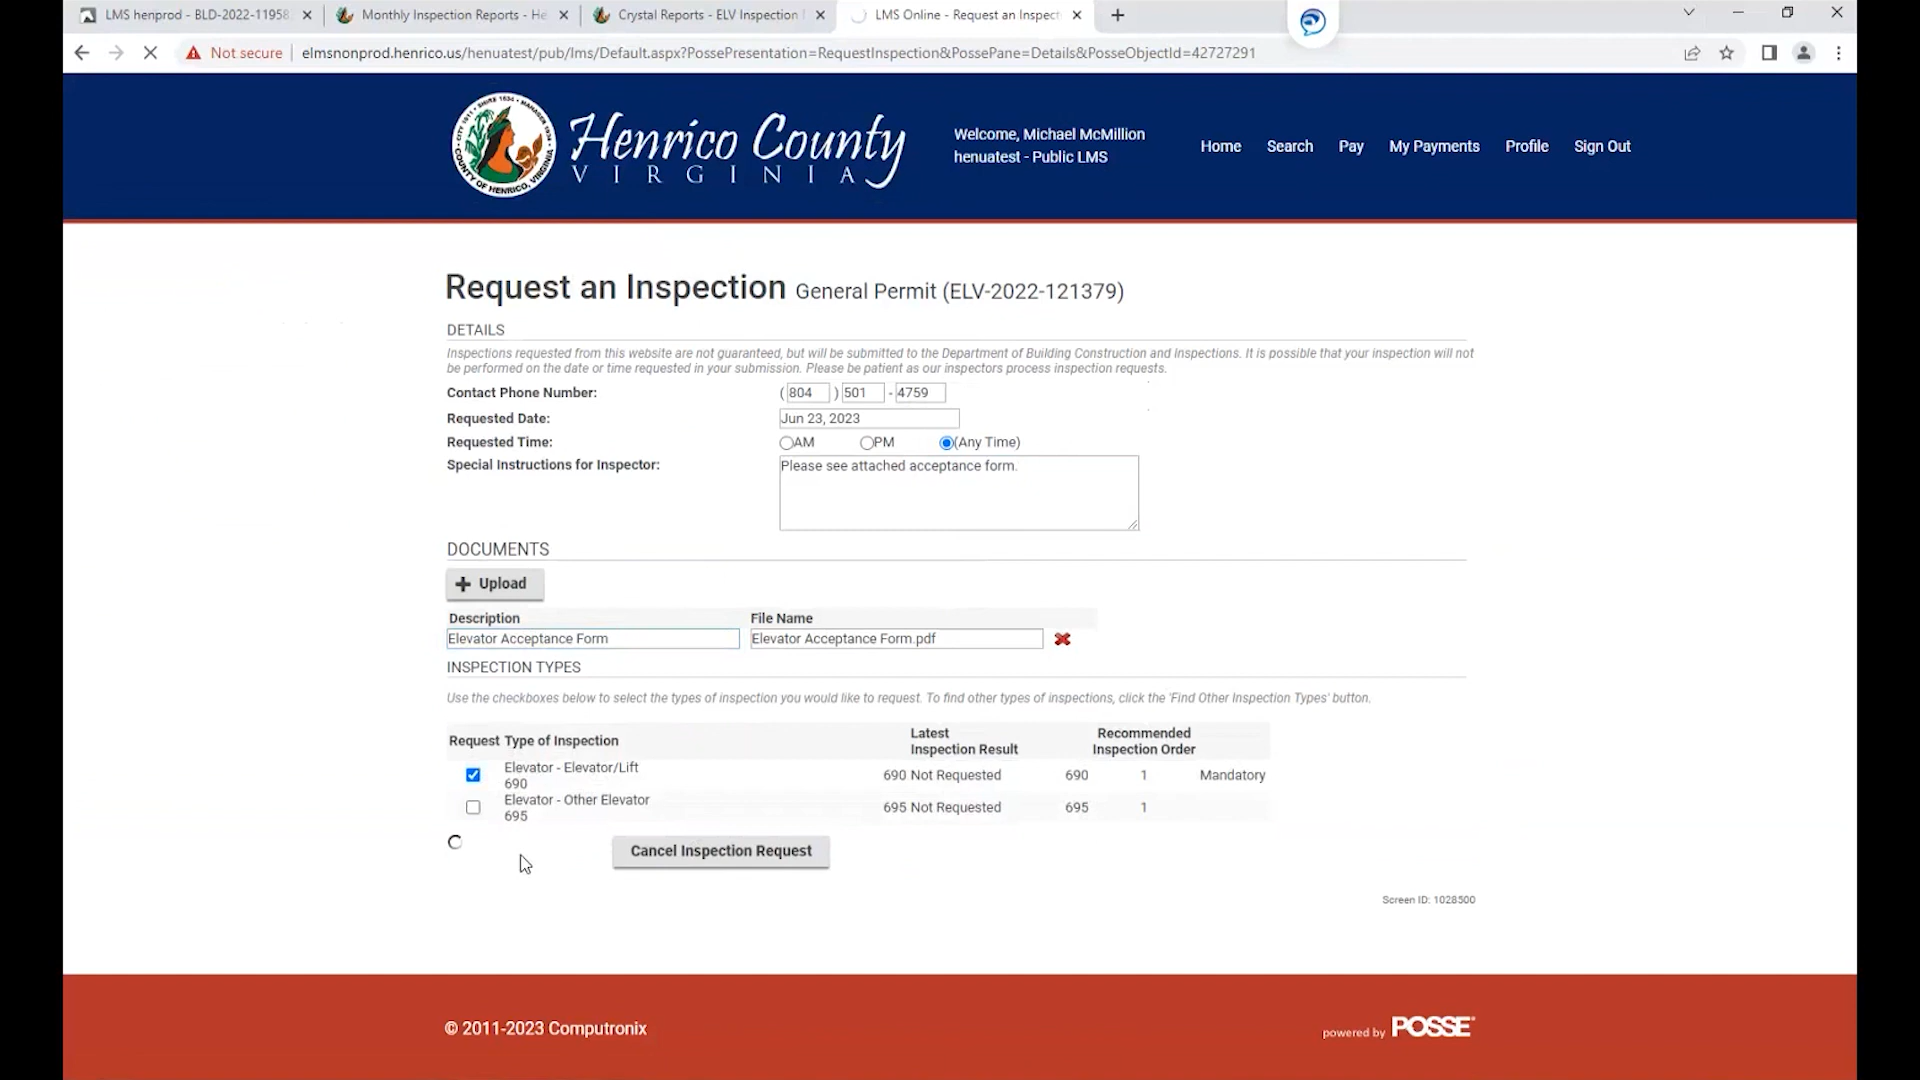 LMS henprod - BLD-2022-11958
Monthly Inspection Reports - He
Crystal Reports - ELV Inspection
LMS Online - Request an Inspect
Not secure
elmsnonprod.henrico.us/henuatest/pub/lms/Default.aspx?PossePresentation=RequestInspection&PossePane=Details&PosseObjectId=42727291
Henrico County
VIRGINIA
Welcome, Michael McMillion
henuatest - Public LMS
Home Search Pay My Payments Profile Sign Out
Request an Inspection General Permit (ELV-2022-121379)
DETAILS
Inspections requested from this website are not guaranteed, but will be submitted to the Department of Building Construction and Inspections. It is possible that your inspection will not
be performed on the date or time requested in your submission. Please be patient as our inspectors process inspection requests.
Contact Phone Number: (804) 501 - 4759
Requested Date: Jun 23, 2023
Requested Time: AM PM (Any Time)
Special Instructions for Inspector: Please see attached acceptance form.
DOCUMENTS
+ Upload
Description File Name
Elevator Acceptance Form Elevator Acceptance Form.pdf
INSPECTION TYPES
Use the checkboxes below to select the types of inspection you would like to request. To find other types of inspections, click the 'Find Other Inspection Types' button.
Latest Recommended
Request Type of Inspection Inspection Result Inspection Order
Elevator - Elevator/Lift
690 690 Not Requested 690 1 Mandatory
Elevator - Other Elevator
695 695 Not Requested 695 1
Cancel Inspection Request
Screen ID: 1028500
© 2011-2023 Computronix
powered by POSSE